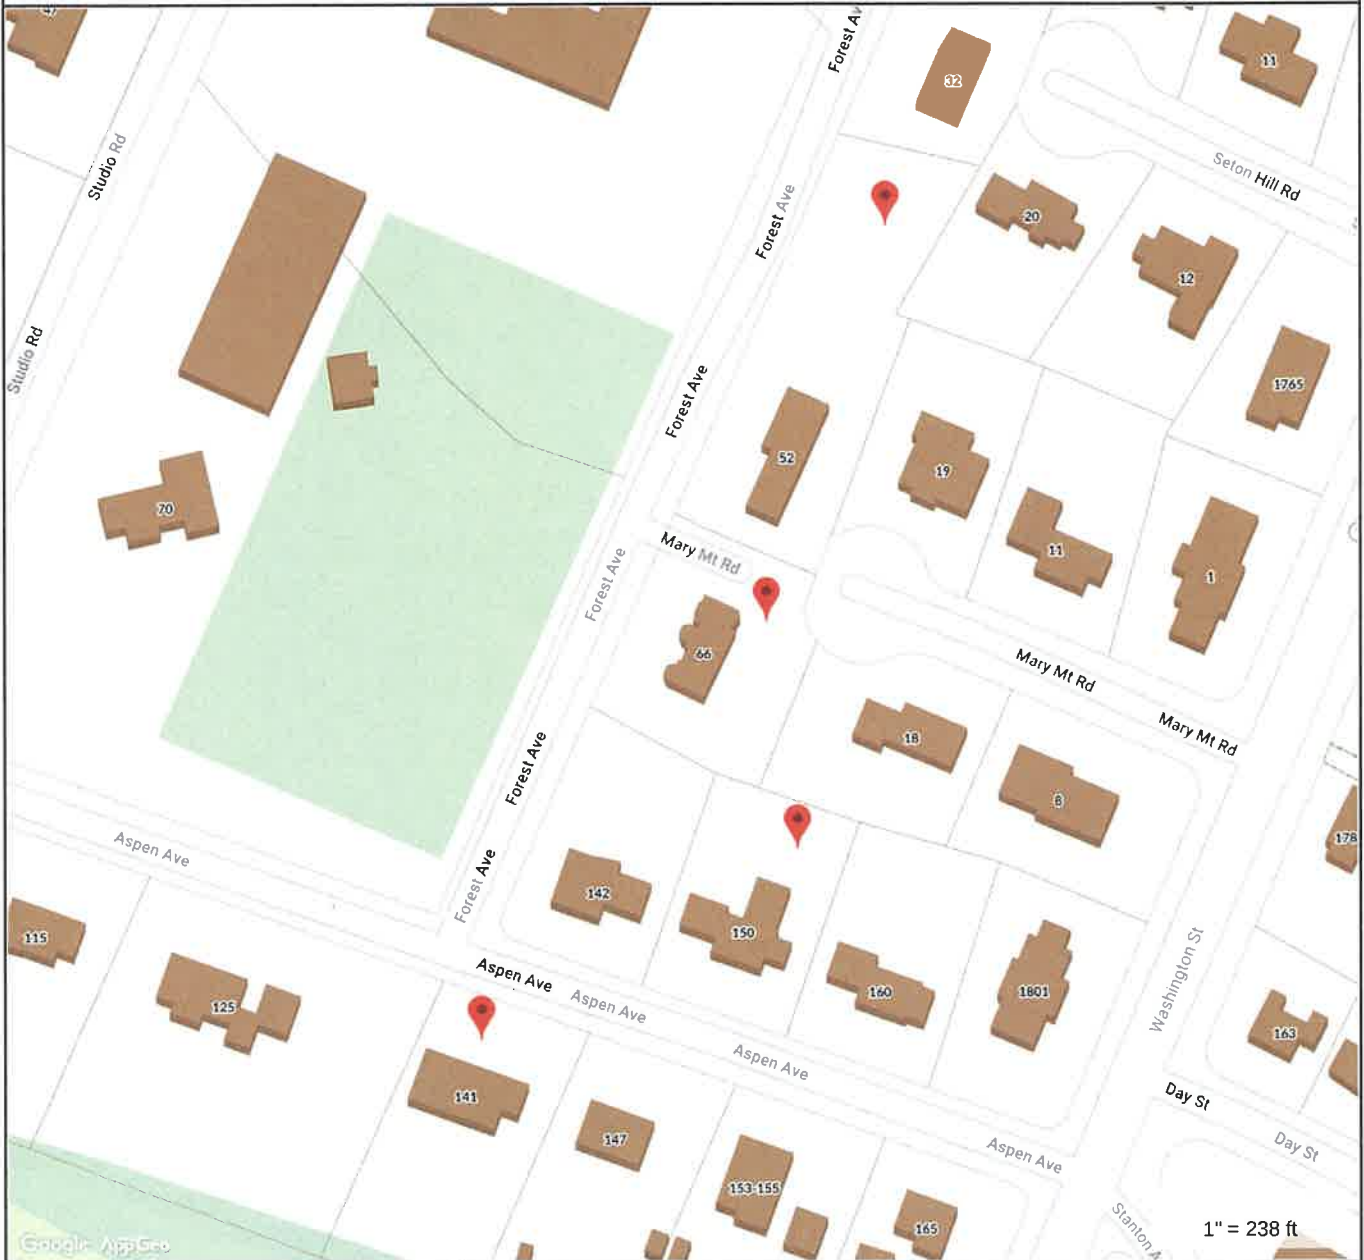 Forest Av
32
11
Seton Hill Rd
Studio Rd
Forest Ave
20
12
Studio Rd
1765
Forest Ave
52
19
70
11
1
Mary Mt Rd
Forest Ave
66
Mary Mt Rd
Mary Mt Rd
18
8
Forest Ave
178
Aspen Ave
142
Forest Ave
150
115
Aspen Ave
Aspen Ave
160
1801
Washington St
125
163
Aspen Ave
141
Day St
147
Day St
Aspen Ave
153-155
165
Stanton A
1" = 238 ft
Google AppGeo